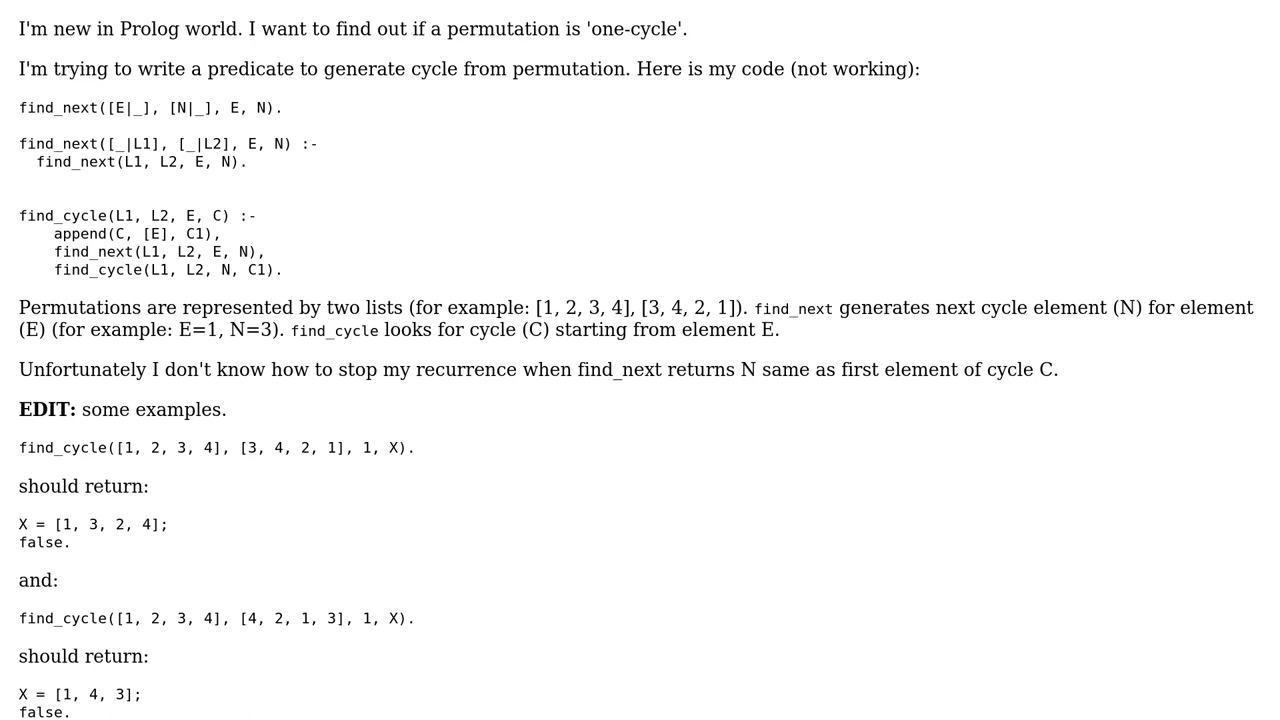 I'm new in Prolog world. I want to find out if a permutation is 'one-cycle'.
I'm trying to write a predicate to generate cycle from permutation. Here is my code (not working):
find_next([E|_], [N|_], E, N).
find_next([_|L1], [_|L2], E, N) :-
  find_next(L1, L2, E, N).
find_cycle(L1, L2, E, C) :-
    append(C, [E], C1),
    find_next(L1, L2, E, N),
    find_cycle(L1, L2, N, C1).
Permutations are represented by two lists (for example: [1, 2, 3, 4], [3, 4, 2, 1]). find_next generates next cycle element (N) for element
(E) (for example: E=1, N=3). find_cycle looks for cycle (C) starting from element E.
Unfortunately I don't know how to stop my recurrence when find_next returns N same as first element of cycle C.
EDIT: some examples.
find_cycle([1, 2, 3, 4], [3, 4, 2, 1], 1, X).
should return:
X = [1, 3, 2, 4];
false.
and:
find_cycle([1, 2, 3, 4], [4, 2, 1, 3], 1, X).
should return:
X = [1, 4, 3];
false.